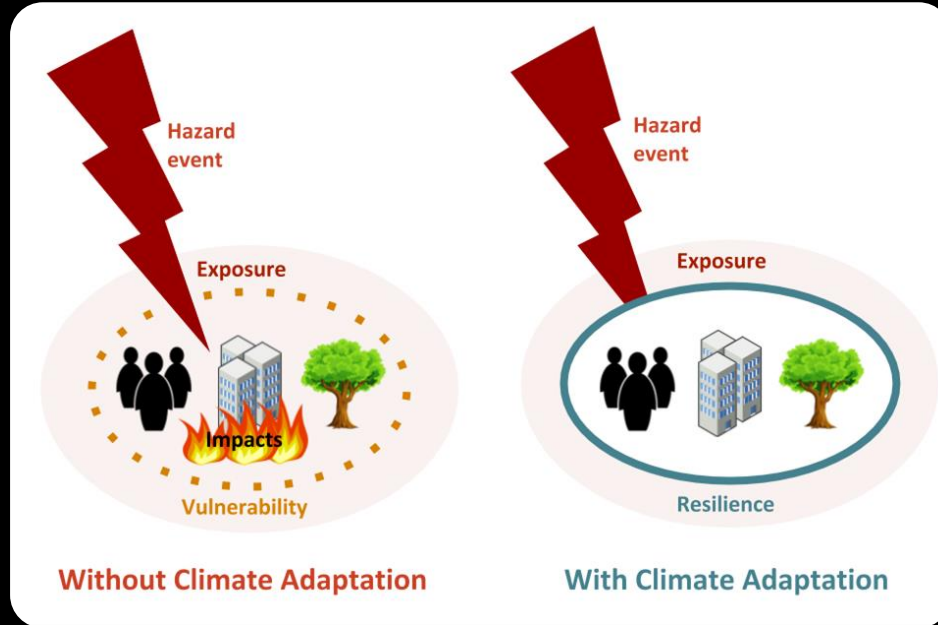 Hazard
event
Exposure
Impacts
Vulnerability
Without Climate Adaptation
Hazard
event
Exposure
Resilience
With Climate Adaptation